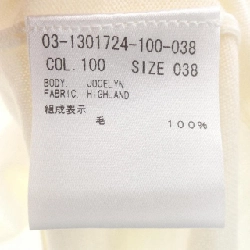 03-1301724-100-038
COL. 100 SIZE 038
BODY. JOCELYN
FABRIC. HIGHLAND
組成表示
毛 100%